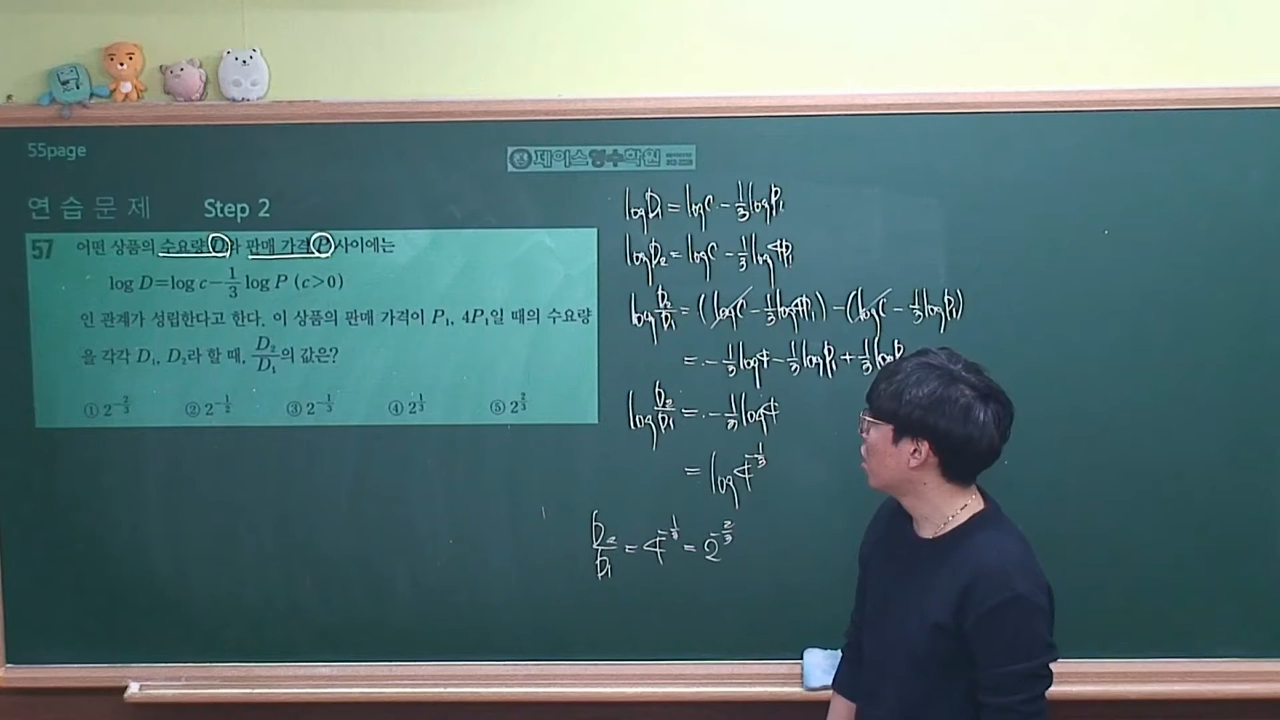 55page
제이스영수학원
연습문제 Step 2
57 어떤 상품의 수요량 D와 판매 가격 P 사이에는
log D=log c-1/3 log P (c>0)
인 관계가 성립한다고 한다. 이 상품의 판매 가격이 P₁, 4P₁일 때의 수요량
을 각각 D₁, D₂라 할 때, D₂/D₁의 값은?
① 2^(-2/3) ② 2^(-1/2) ③ 2^(-1/3) ④ 2^(1/3) ⑤ 2^(2/3)
log D₁ = log c - 1/3 log P₁
log D₂ = log c - 1/3 log 4P₁
log D₂/D₁ = (log c - 1/3 log 4P₁) - (log c - 1/3 log P₁)
= - 1/3 log 4 - 1/3 log P₁ + 1/3 log P
log D₂/D₁ = - 1/3 log 4
= log 4^(-1/3)
D₂/D₁ = 4^(-1/3) = 2^(-2/3)